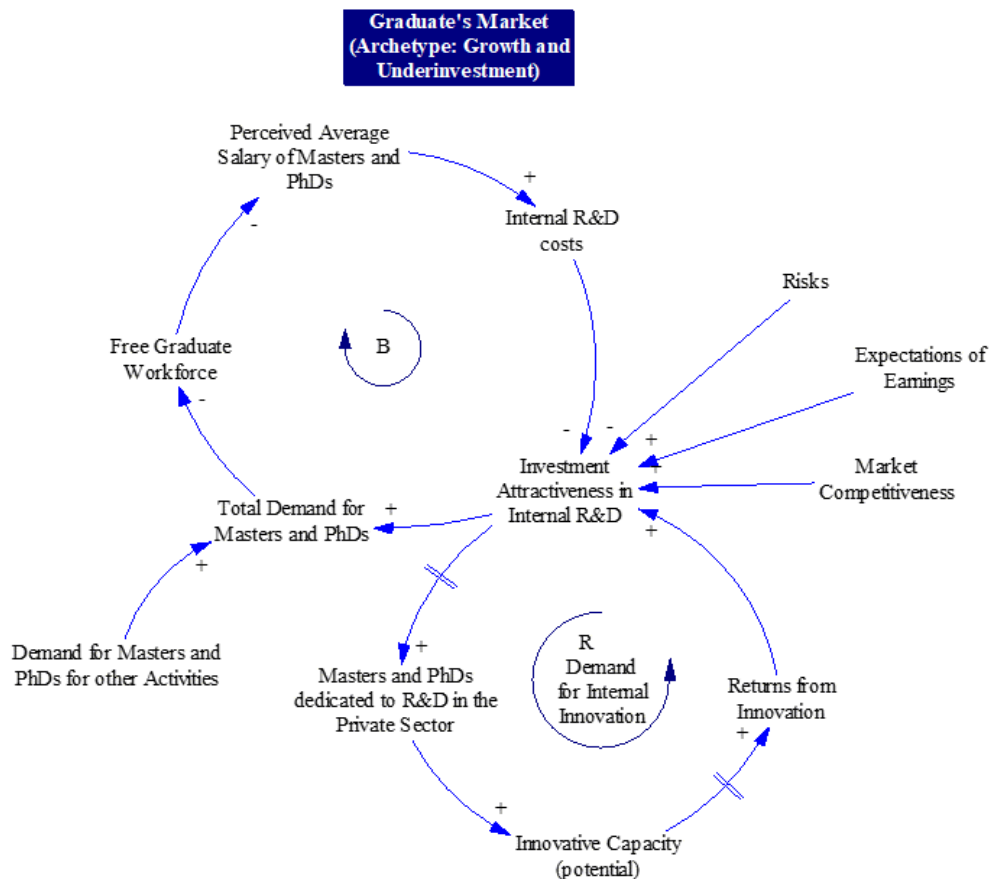 Graduate's Market
(Archetype: Growth and
Underinvestment)
Perceived Average
Salary of Masters and
PhDs
+
Internal R&D
costs
-
Risks
B
Free Graduate
Workforce
Expectations of
Earnings
-
-
-
+
+
Investment
Attractiveness in
Internal R&D
Market
Competitiveness
Total Demand for
Masters and PhDs
+
+
+
R
Demand
for Internal
Innovation
Demand for Masters and
PhDs for other Activities
+
Masters and PhDs
dedicated to R&D in the
Private Sector
Returns from
Innovation
+
+
Innovative Capacity
(potential)